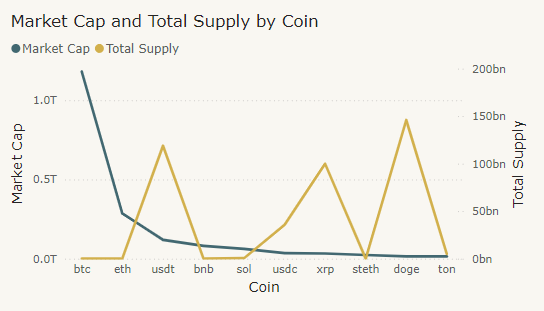 Market Cap and Total Supply by Coin
Market Cap Total Supply
200bn
1.0T
150bn
100bn
0.5T
50bn
0.0T
0bn
Market Cap
Total Supply
btc eth usdt bnb sol usdc xrp steth doge ton
Coin